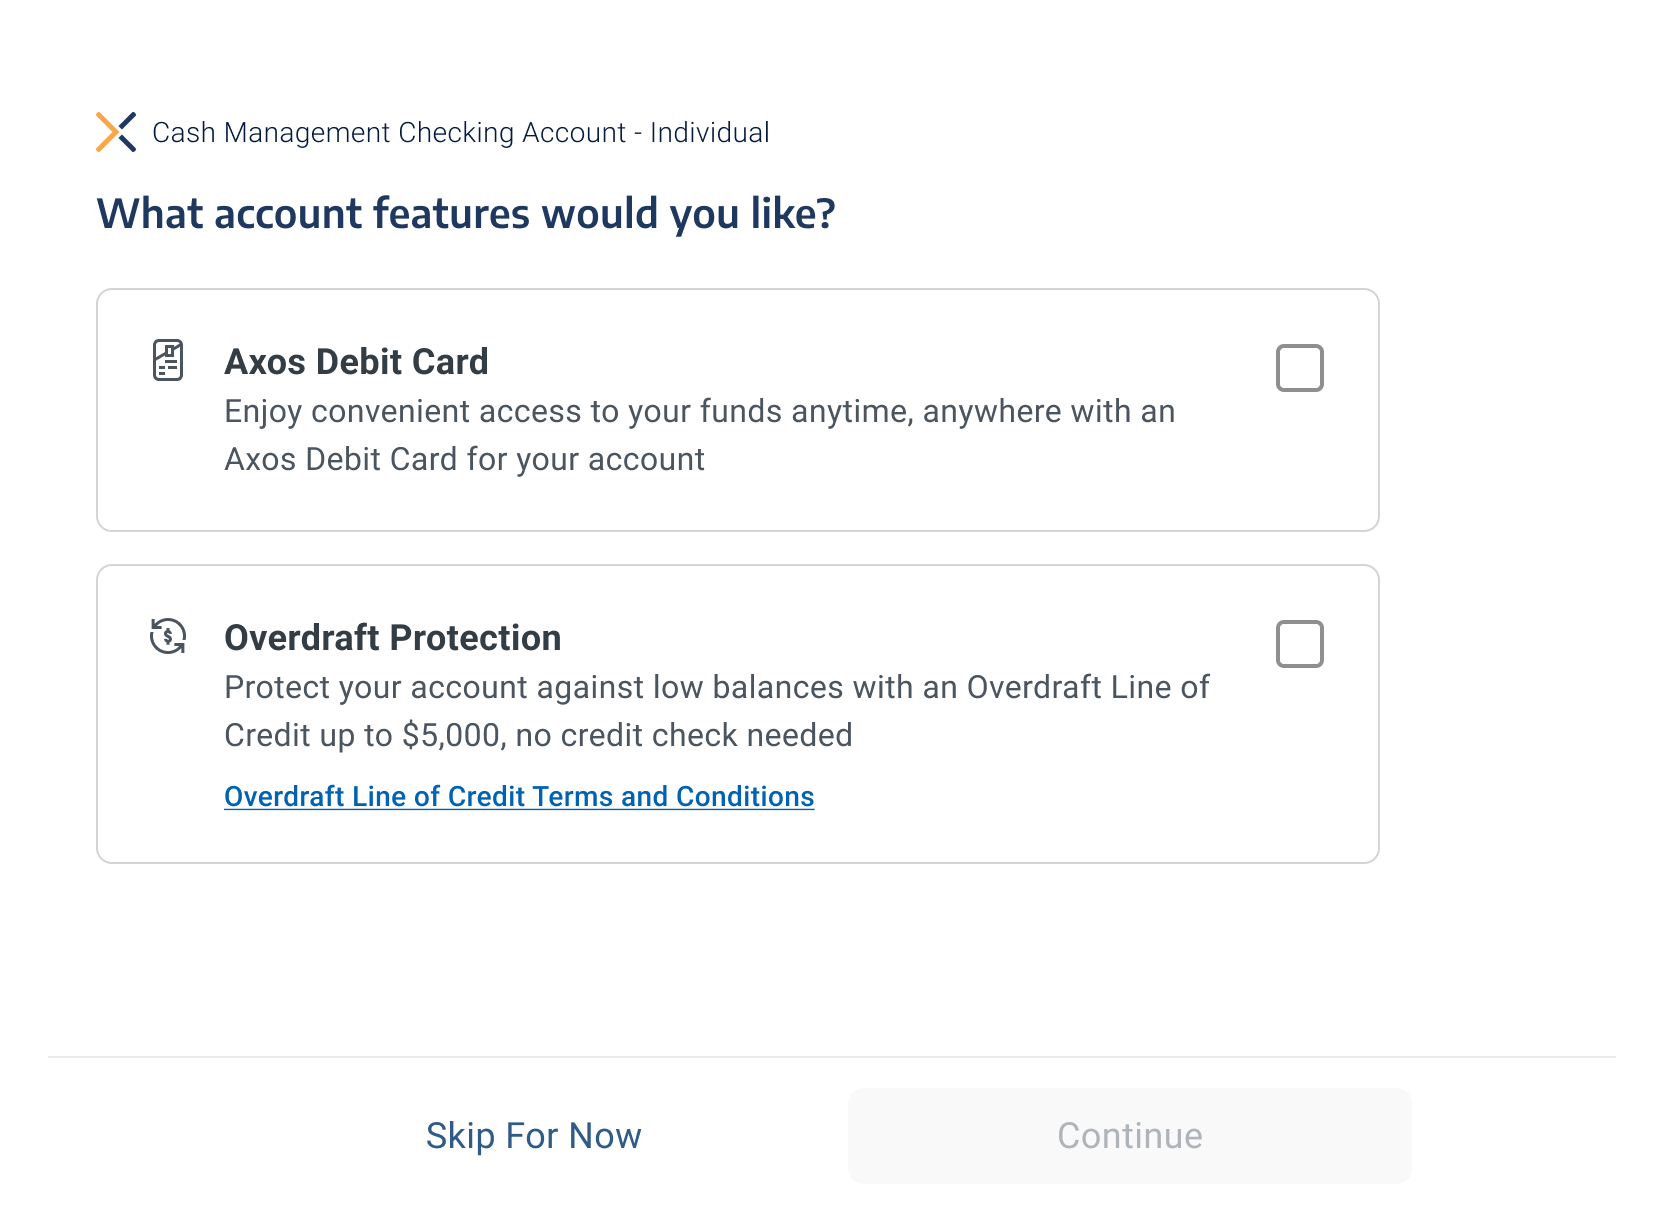 Cash Management Checking Account - Individual
What account features would you like?
Axos Debit Card
Enjoy convenient access to your funds anytime, anywhere with an
Axos Debit Card for your account
Overdraft Protection
Protect your account against low balances with an Overdraft Line of
Credit up to $5,000, no credit check needed
Overdraft Line of Credit Terms and Conditions
Skip For Now
Continue